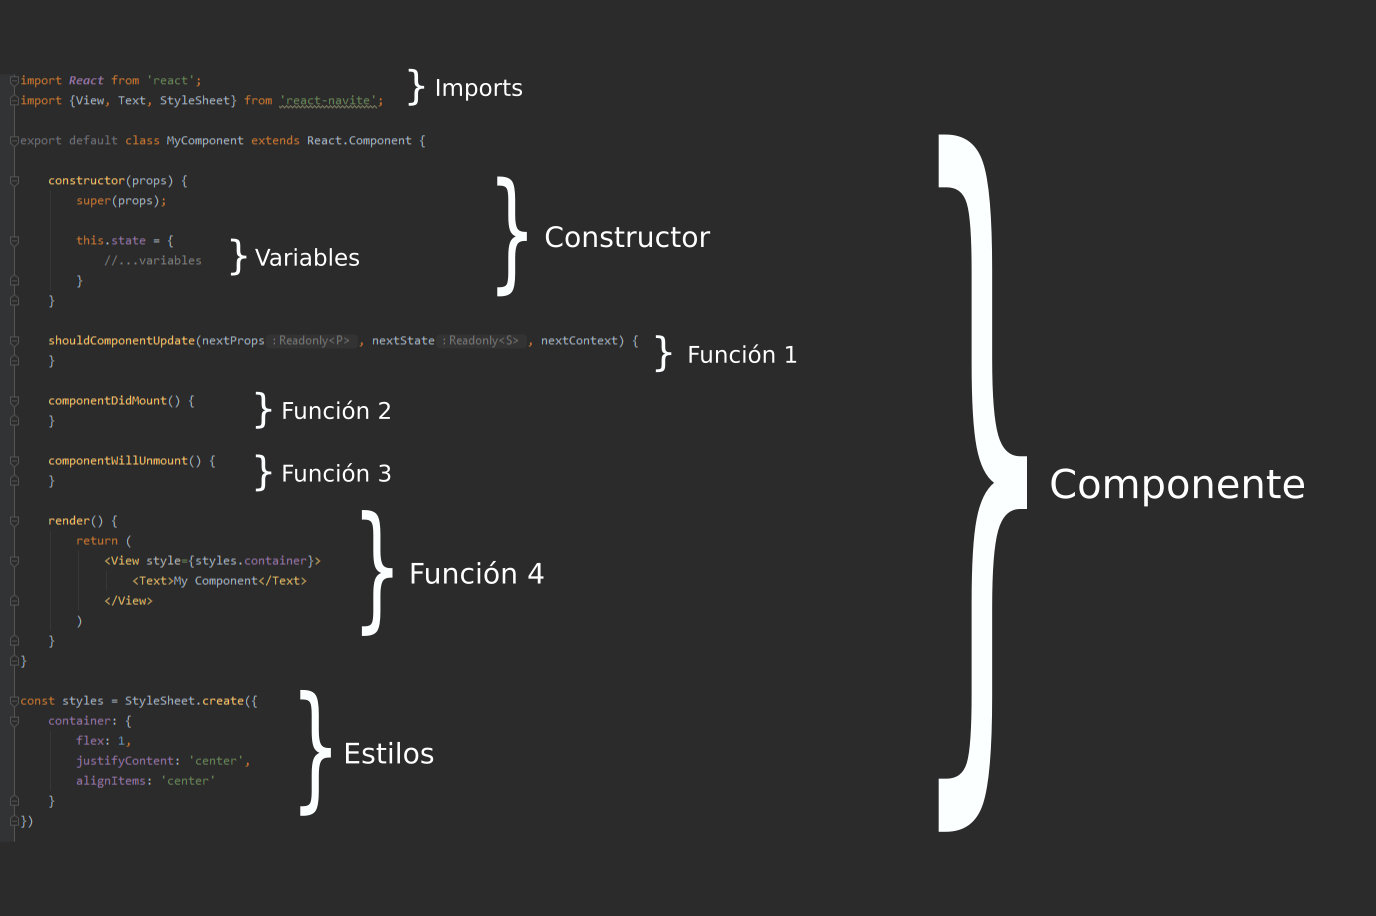 import React from 'react';
import {View, Text, StyleSheet} from 'react-navite';
} Imports
export default class MyComponent extends React.Component {
constructor(props) {
super(props);
this.state = {
//...variables
}
}
} Variables
} Constructor
shouldComponentUpdate(nextProps : Readonly<P> , nextState : Readonly<S> , nextContext) {
}
} Función 1
componentDidMount() {
}
} Función 2
componentWillUnmount() {
}
} Función 3
render() {
return (
<View style={styles.container}>
<Text>My Component</Text>
</View>
)
}
}
} Función 4
const styles = StyleSheet.create({
container: {
flex: 1,
justifyContent: 'center',
alignItems: 'center'
}
})
} Estilos
} Componente